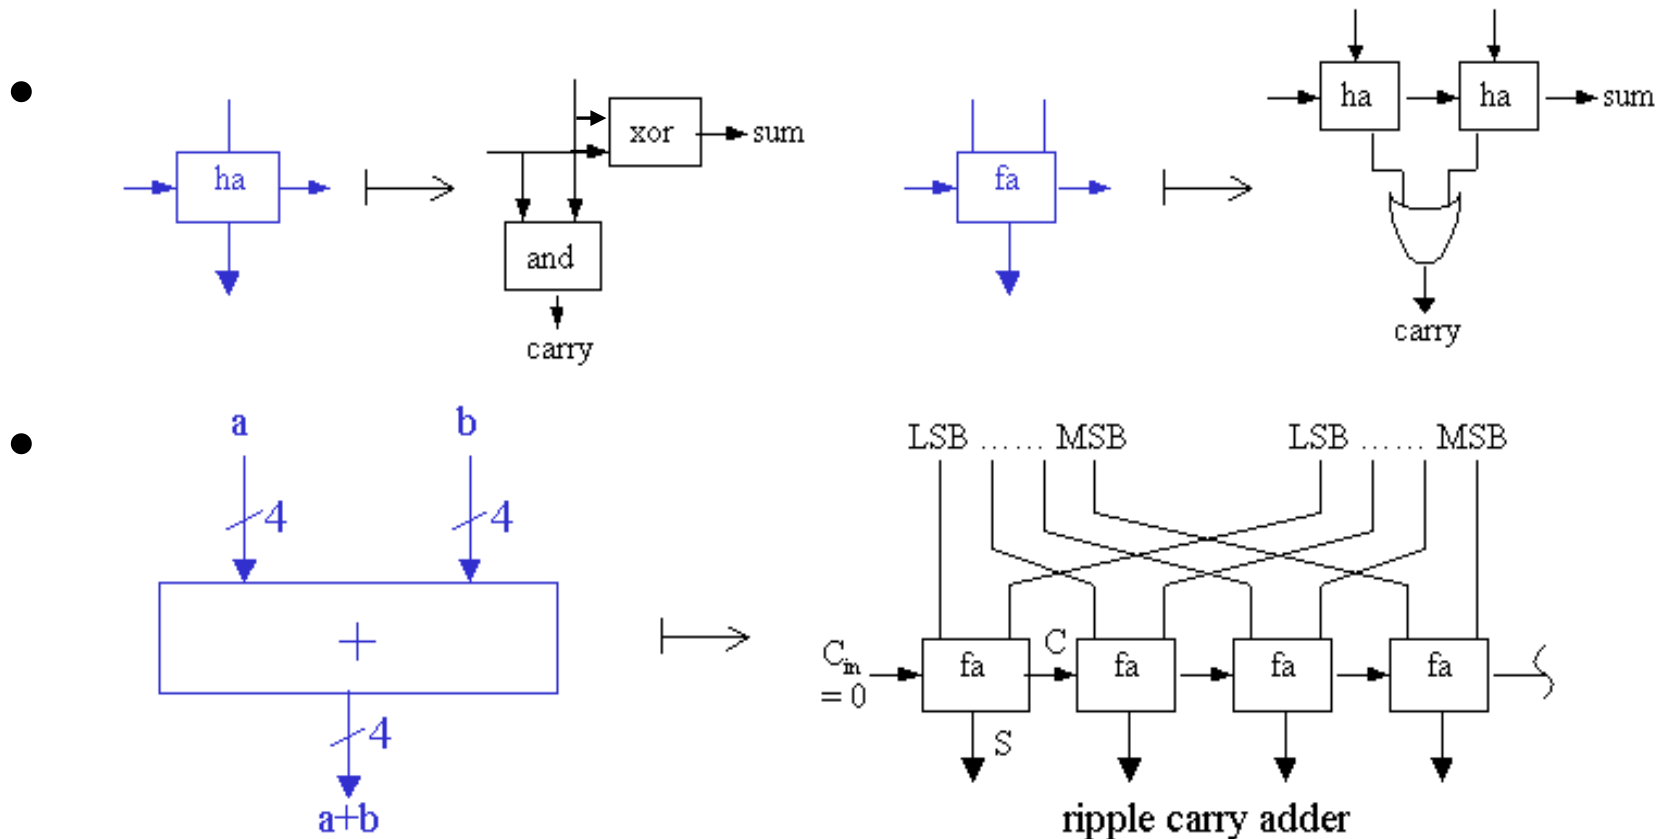 ha
xor
sum
and
carry
fa
ha
ha
sum
carry
a
b
4
4
+
4
a+b
LSB ...... MSB
LSB ...... MSB
C
Cin
= 0
fa
fa
fa
fa
S
ripple carry adder